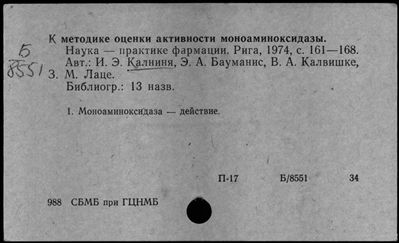 К методике оценки активности моноаминоксидазы.
Б
8551
Наука — практике фармации. Рига, 1974, с. 161—168.
Авт.: И. Э. Калниня, Э. А. Бауманис, В. А. Калвишке,
З. М. Лаце.
Библиогр.: 13 назв.
1. Моноаминоксидаза — действие.
П-17 Б/8551 34
988 СБМБ при ГЦНМБ